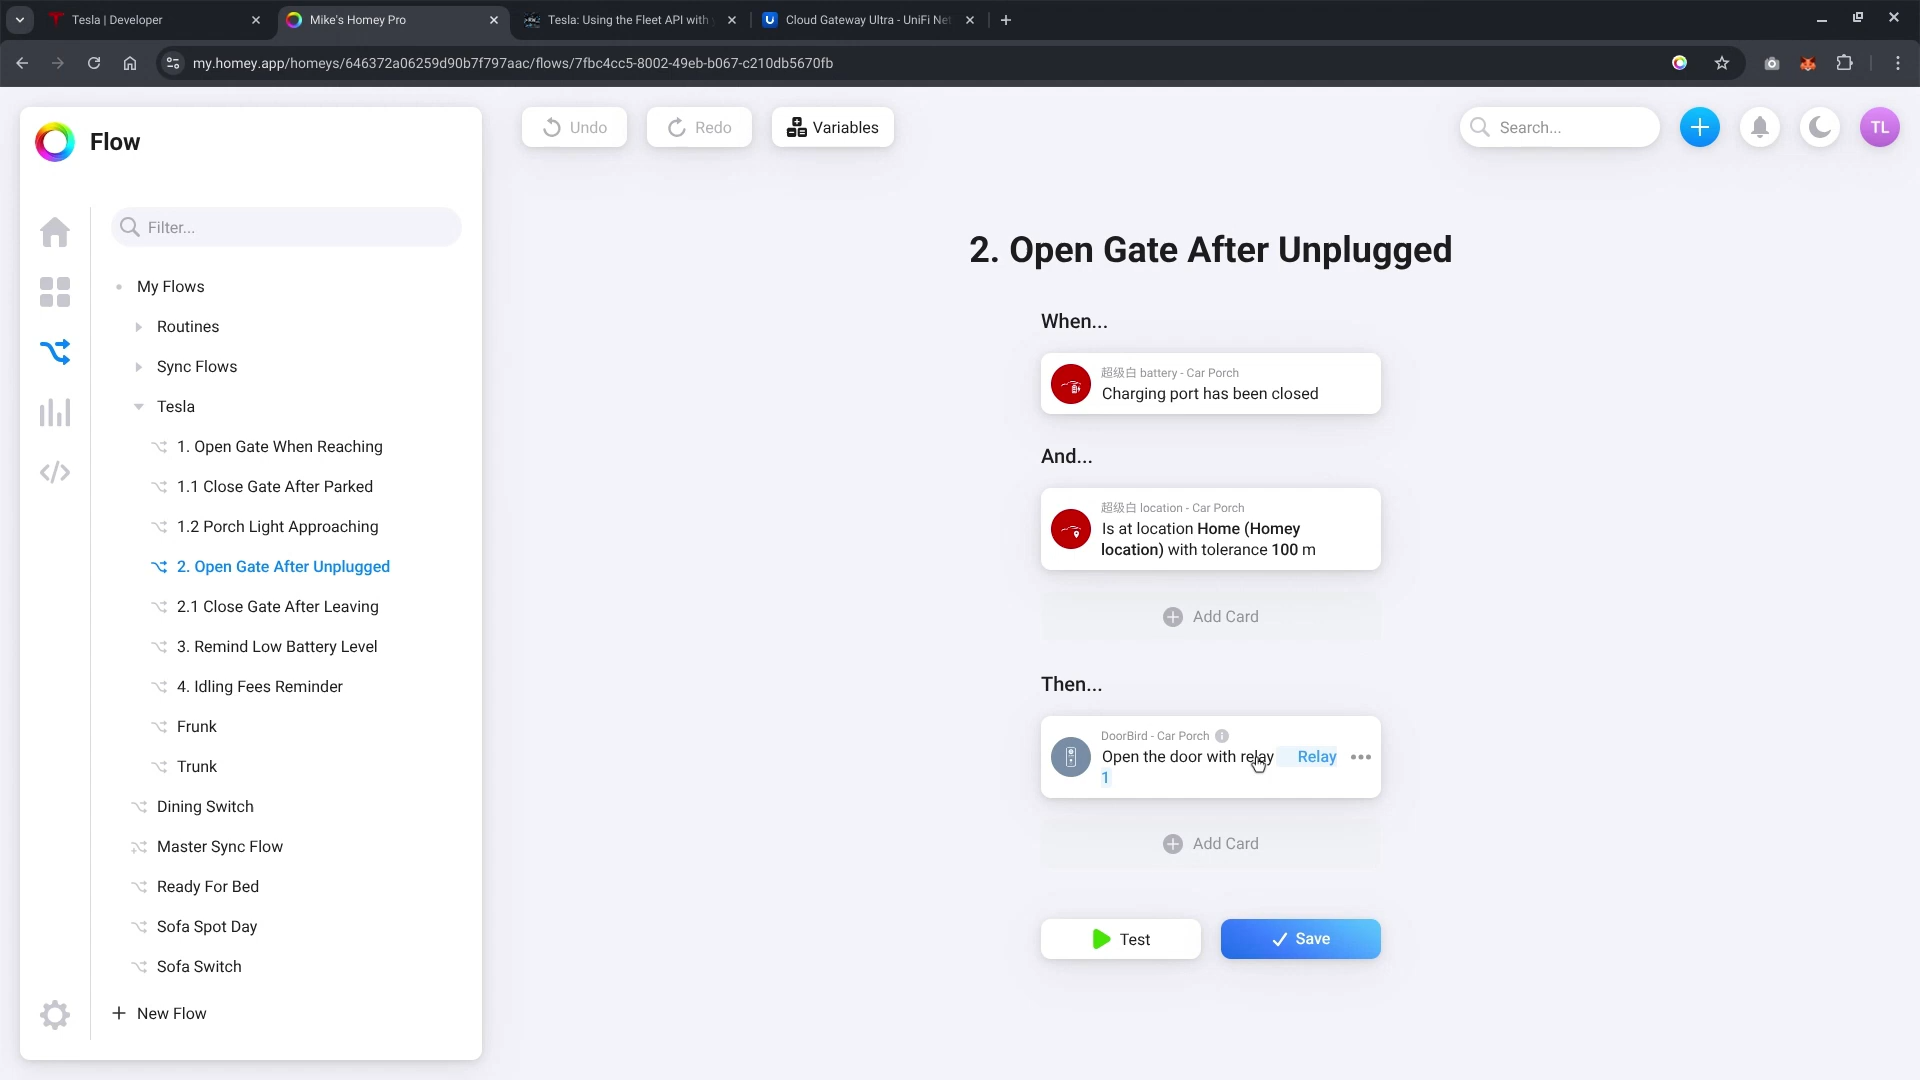 Tesla | Developer
Mike's Homey Pro
Tesla: Using the Fleet API with
Cloud Gateway Ultra - UniFi Net
my.homey.app/homeys/646372a06259d90b7f797aac/flows/7fbc4cc5-8002-49eb-b067-c210db5670fb
Flow
Undo
Redo
Variables
Search...
TL
Filter...
My Flows
Routines
Sync Flows
Tesla
1. Open Gate When Reaching
1.1 Close Gate After Parked
1.2 Porch Light Approaching
2. Open Gate After Unplugged
2.1 Close Gate After Leaving
3. Remind Low Battery Level
4. Idling Fees Reminder
Frunk
Trunk
Dining Switch
Master Sync Flow
Ready For Bed
Sofa Spot Day
Sofa Switch
New Flow
2. Open Gate After Unplugged
When...
超级白 battery - Car Porch
Charging port has been closed
And...
超级白 location - Car Porch
Is at location Home (Homey
location) with tolerance 100 m
Add Card
Then...
DoorBird - Car Porch
Open the door with relay Relay
1
Add Card
Test
Save